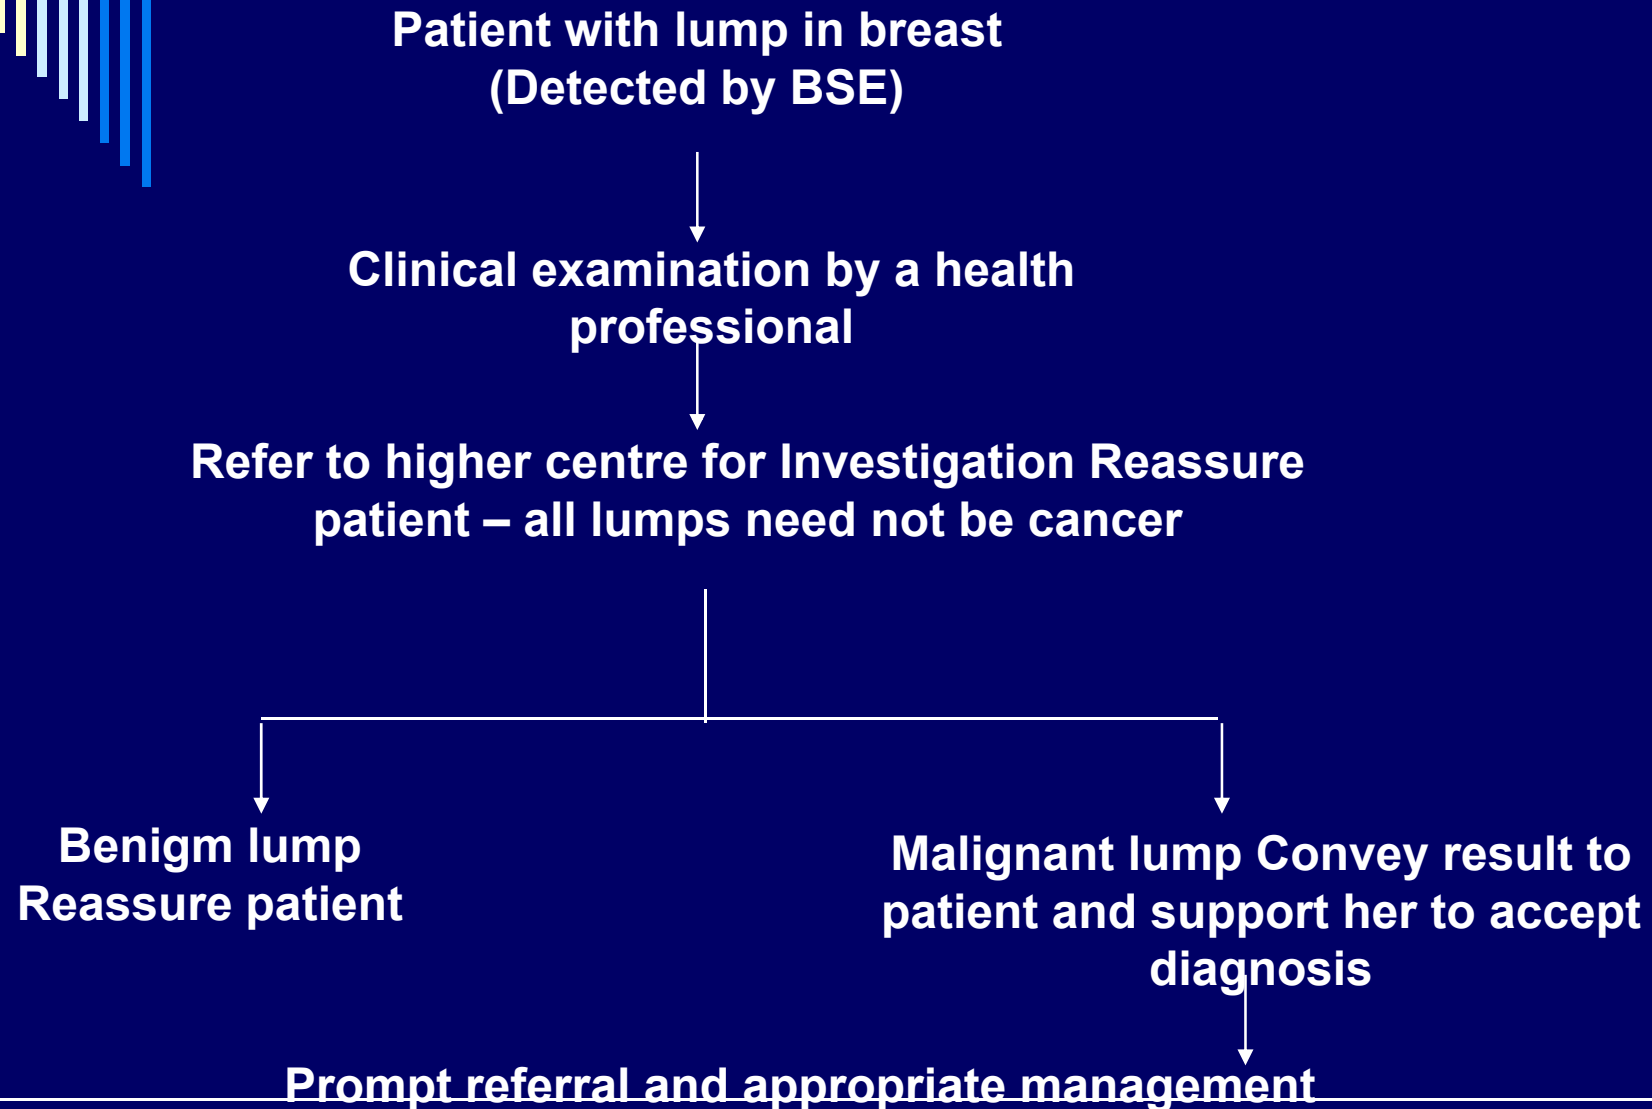 Patient with lump in breast
(Detected by BSE)
Clinical examination by a health
professional
Refer to higher centre for Investigation Reassure
patient – all lumps need not be cancer
Benigm lump
Reassure patient
Malignant lump Convey result to
patient and support her to accept
diagnosis
Prompt referral and appropriate management